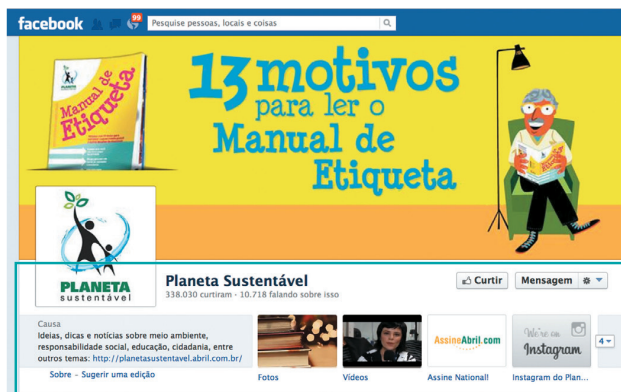 facebook
99
Pesquise pessoas, locais e coisas
PLANETA
Manual de
Etiqueta
13 motivos
para ler o
Manual de
Etiqueta
PLANETA
sustentável
Planeta Sustentável
338.030 curtiram - 10.718 falando sobre isso
Curtir
Mensagem
Causa
Ideias, dicas e notícias sobre meio ambiente,
responsabilidade social, educação, cidadania, entre
outros temas: http://planetasustentavel.abril.com.br/
Sobre - Sugerir uma edição
Fotos
Vídeos
AssineAbril.com
Assine National!
We're on
Instagram
Instagram do Plan...
4